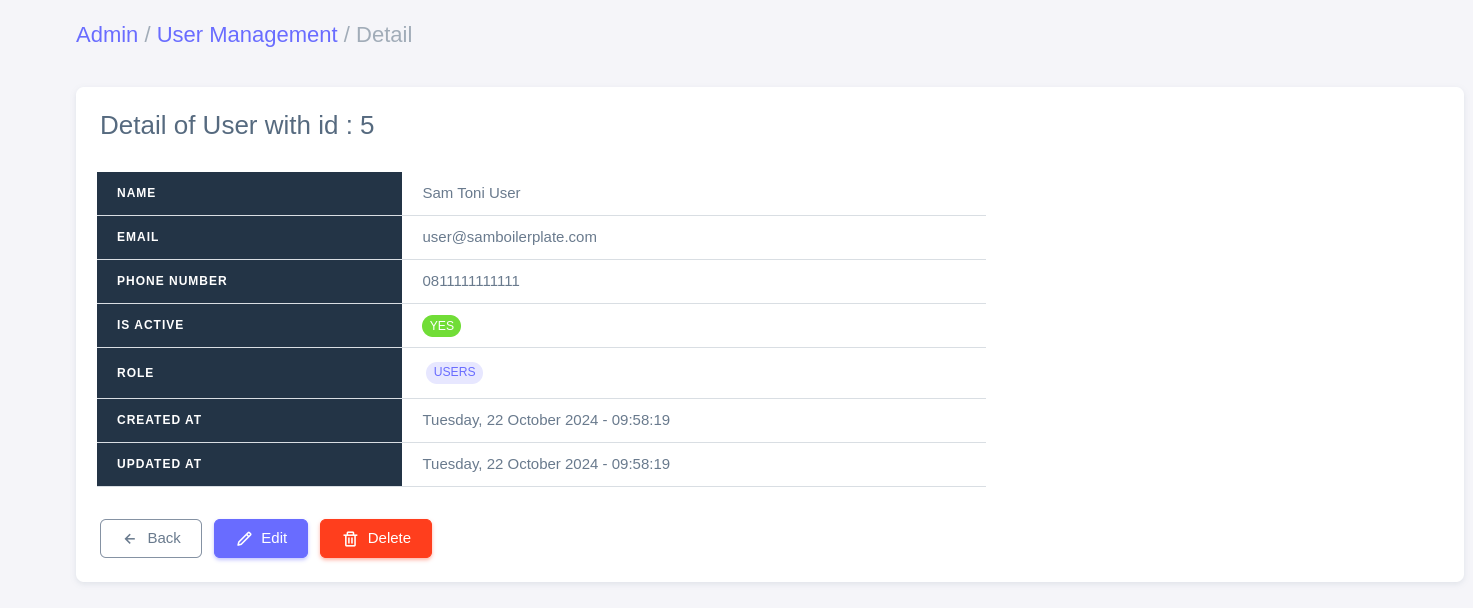 Admin / User Management / Detail
Detail of User with id : 5
NAME Sam Toni User
EMAIL user@samboilerplate.com
PHONE NUMBER 0811111111111
IS ACTIVE YES
ROLE USERS
CREATED AT Tuesday, 22 October 2024 - 09:58:19
UPDATED AT Tuesday, 22 October 2024 - 09:58:19
Back Edit Delete